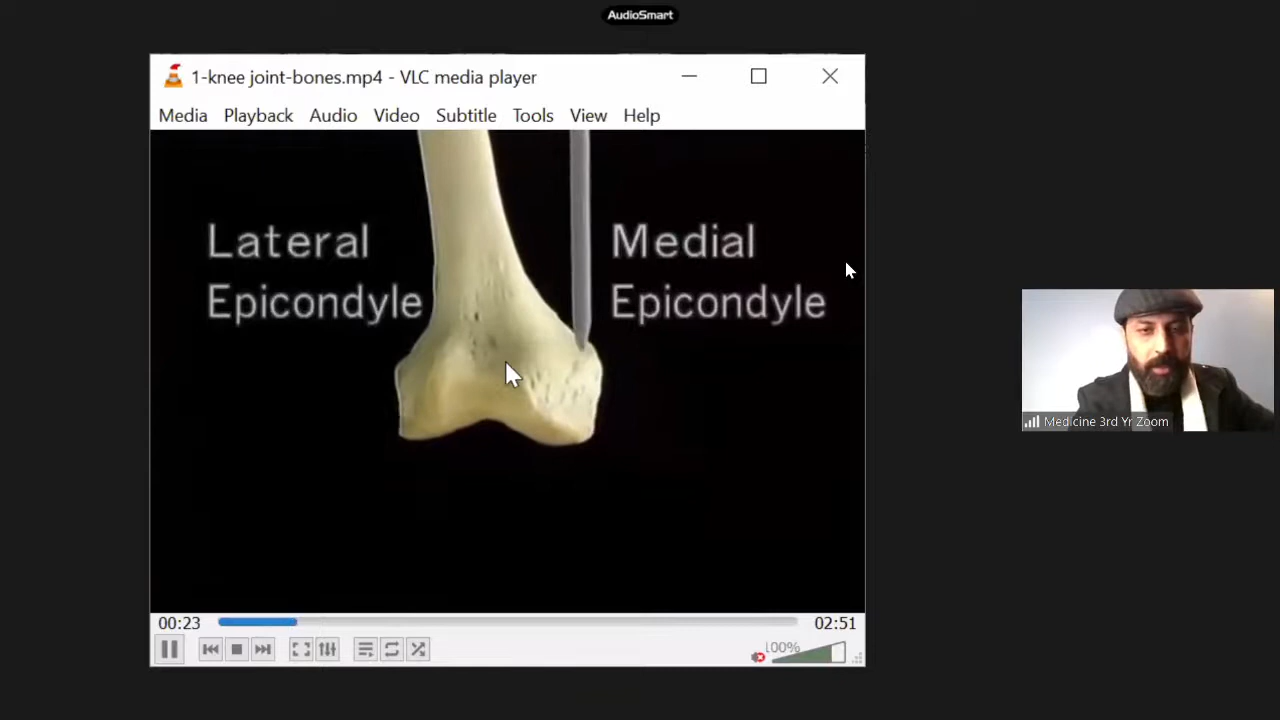 AudioSmart
1-knee joint-bones.mp4 - VLC media player
Media Playback Audio Video Subtitle Tools View Help
Lateral
Epicondyle
Medial
Epicondyle
00:23
02:51
100%
Medicine 3rd Yr Zoom